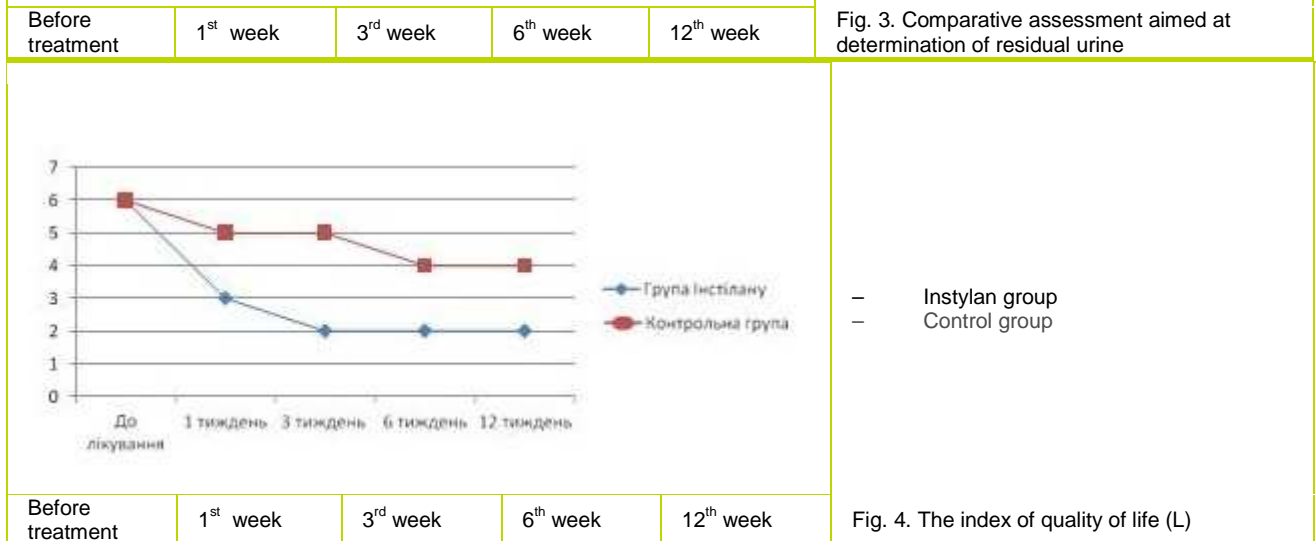 Before treatment 1st week 3rd week 6th week 12th week
Fig. 3. Comparative assessment aimed at
determination of residual urine
7
6
5
4
3
2
1
0
До лікування 1 тиждень 3 тиждень 6 тиждень 12 тиждень
Група Інстілану
Контрольна група
– Instylan group
– Control group
Before treatment 1st week 3rd week 6th week 12th week
Fig. 4. The index of quality of life (L)